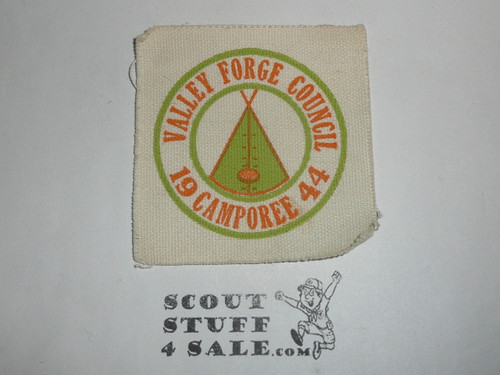 VALLEY FORGE COUNCIL
19 CAMPOREE 44
SCOUT
STUFF
4 SALE.COM